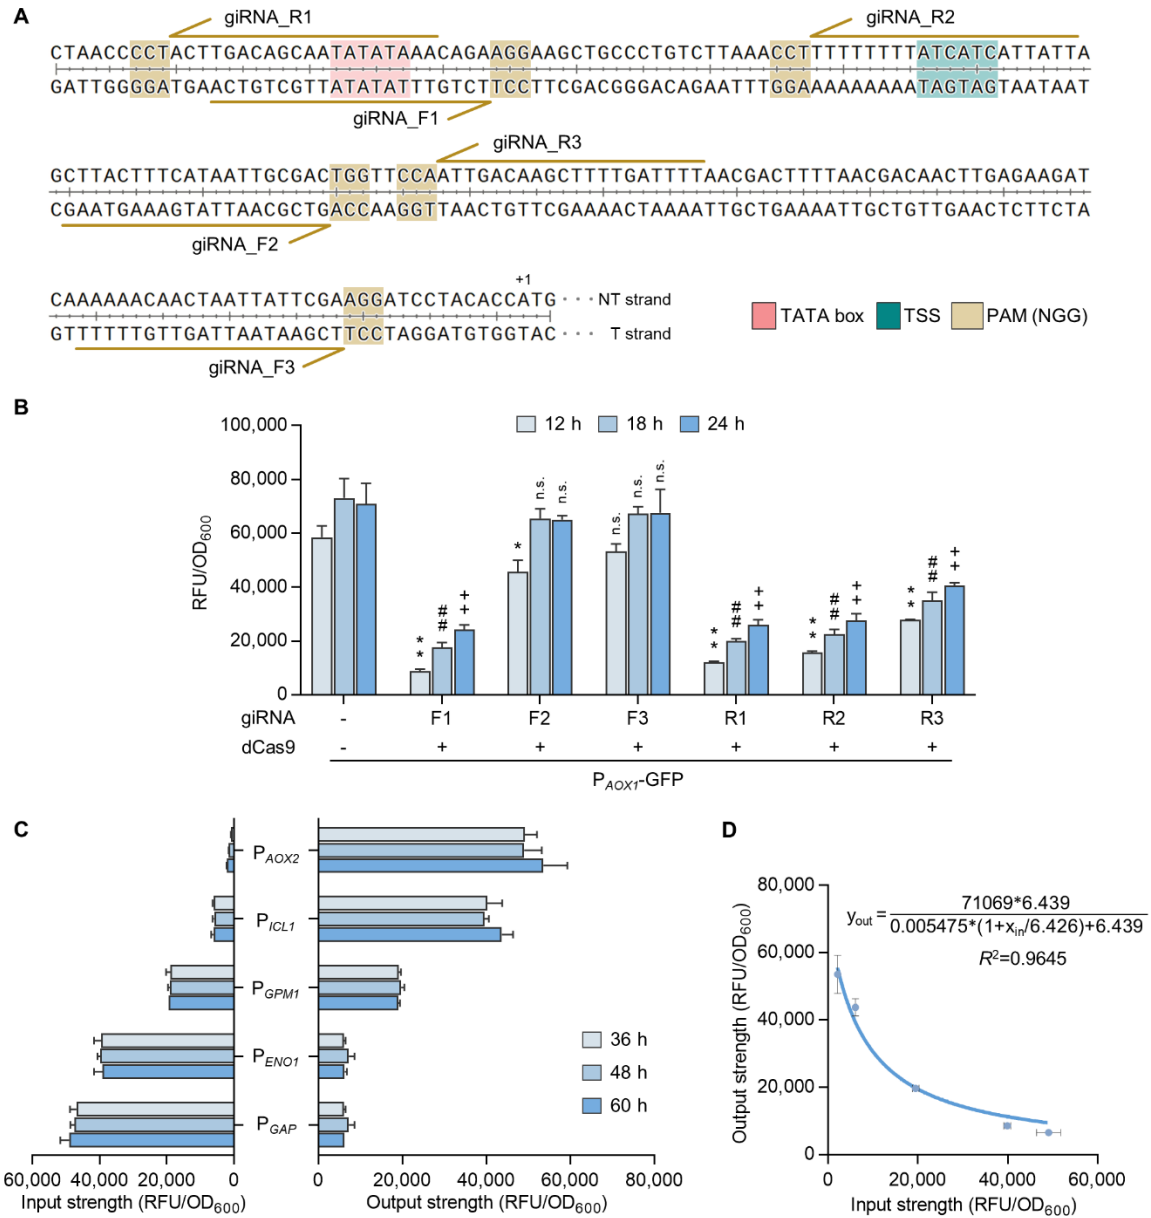 A
giRNA_R1
giRNA_R2
CTAACCCCTACTTGACAGCAATATATAAACAGAAGGAAGCTGCCCTGTCTTAAACCTTTTTTTTTATCATCATTATTA
GATTGGGGATGAACTGTCGTTATATATTTGTCTTCCTTCGACGGGACAGAATTTGGAAAAAAAAATAGTAGTAATAAT
giRNA_F1
giRNA_R3
GCTTACTTTCATAATTGCGACTGGTTCCAATTGACAAGCTTTTGATTTTAACGACTTTTAACGACAACTTGAGAAGAT
CGAATGAAAGTATTAACGCTGACCAAGGTTAACTGTTCGAAAACTAAAATTGCTGAAAATTGCTGTTGAACTCTTCTA
giRNA_F2
+1
CAAAAAACAACTAATTATTCGAAGGATCCTACACCATG ··· NT strand
GTTTTTTGTTGATTAATAAGCTTCCTAGGATGTGGTAC ··· T strand
giRNA_F3
TATA box TSS PAM (NGG)
B
12 h 18 h 24 h
RFU/OD600
100,000
80,000
60,000
40,000
20,000
0
n.s. n.s. n.s. n.s. n.s.
** ## ++ * ** ## ++ ** ## ++ ** ## ++
giRNA - F1 F2 F3 R1 R2 R3
dCas9 - + + + + + +
PAOX1-GFP
C
PAOX2
PICL1
PGPM1
PENO1
PGAP
36 h
48 h
60 h
60,000 40,000 20,000 0 0 20,000 40,000 60,000 80,000
Input strength (RFU/OD600) Output strength (RFU/OD600)
D
Output strength (RFU/OD600)
80,000
60,000
40,000
20,000
0
yout = 71069*6.439
0.005475*(1+xin/6.426)+6.439
R²=0.9645
0 20,000 40,000 60,000
Input strength (RFU/OD600)